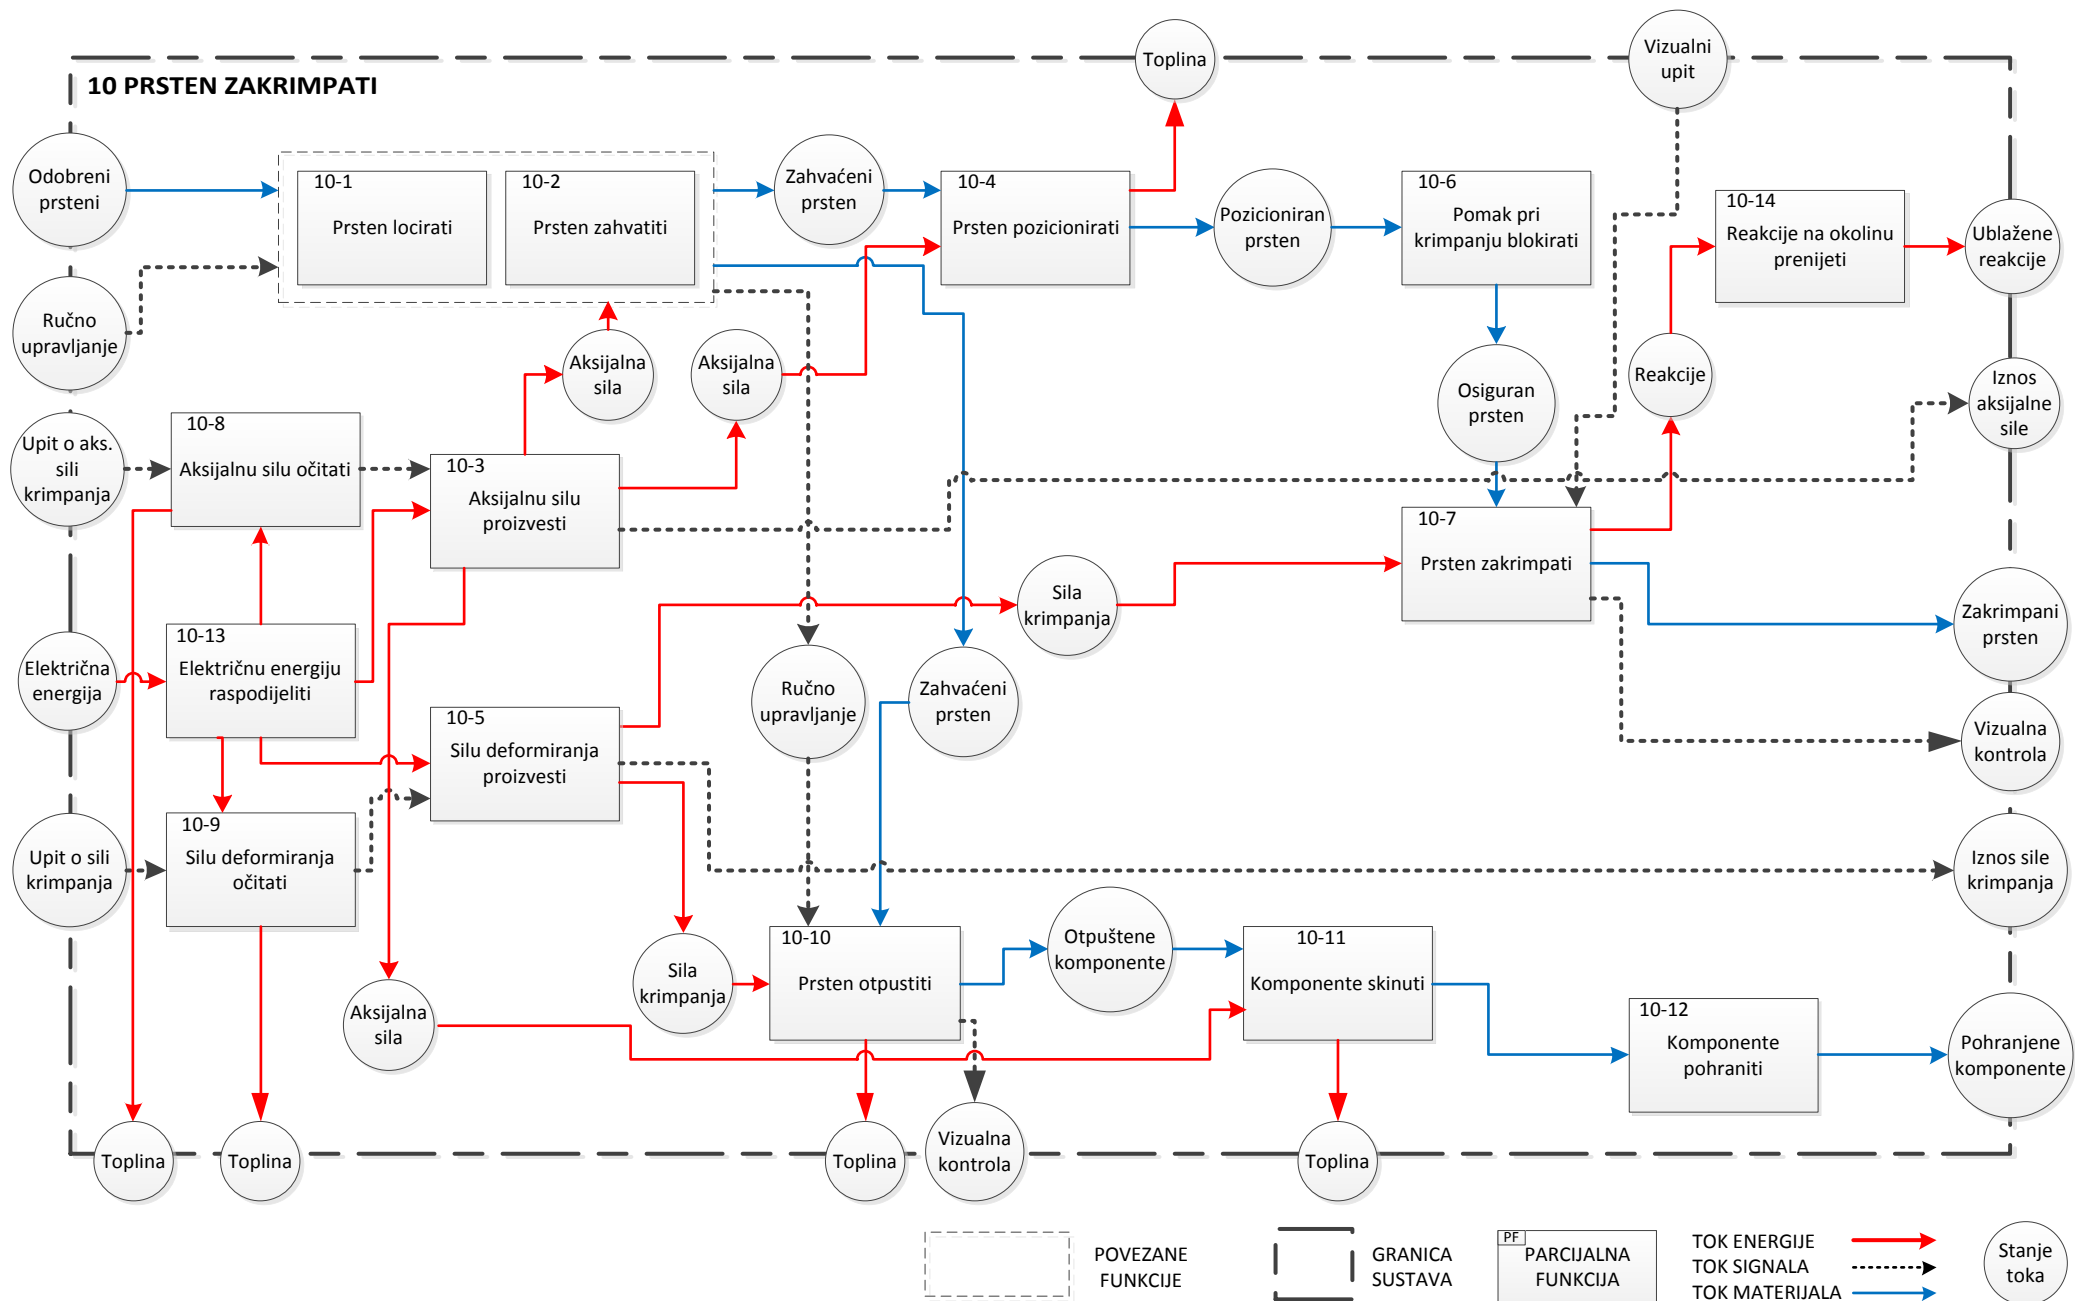 Toplina
Vizualni
upit
10 PRSTEN ZAKRIMPATI
Odobreni
prsteni
10-1
Prsten locirati
10-2
Prsten zahvatiti
Zahvaćeni
prsten
10-4
Prsten pozicionirati
Pozicioniran
prsten
10-6
Pomak pri
krimpanju blokirati
10-14
Reakcije na okolinu
prenijeti
Ublažene
reakcije
Ručno
upravljanje
Aksijalna
sila
Aksijalna
sila
Osiguran
prsten
Reakcije
Iznos
aksijalne
sile
Upit o aks.
sili
krimpanja
10-8
Aksijalnu silu očitati
10-3
Aksijalnu silu
proizvesti
10-7
Prsten zakrimpati
Sila
krimpanja
Zakrimpani
prsten
Električna
energija
10-13
Električnu energiju
raspodijeliti
10-5
Silu deformiranja
proizvesti
Ručno
upravljanje
Zahvaćeni
prsten
Vizualna
kontrola
Upit o sili
krimpanja
10-9
Silu deformiranja
očitati
Iznos sile
krimpanja
Aksijalna
sila
Sila
krimpanja
10-10
Prsten otpustiti
Otpuštene
komponente
10-11
Komponente skinuti
10-12
Komponente
pohraniti
Pohranjene
komponente
Toplina
Toplina
Toplina
Vizualna
kontrola
Toplina
POVEZANE
FUNKCIJE
GRANICA
SUSTAVA
PF
PARCIJALNA
FUNKCIJA
TOK ENERGIJE
TOK SIGNALA
TOK MATERIJALA
Stanje
toka